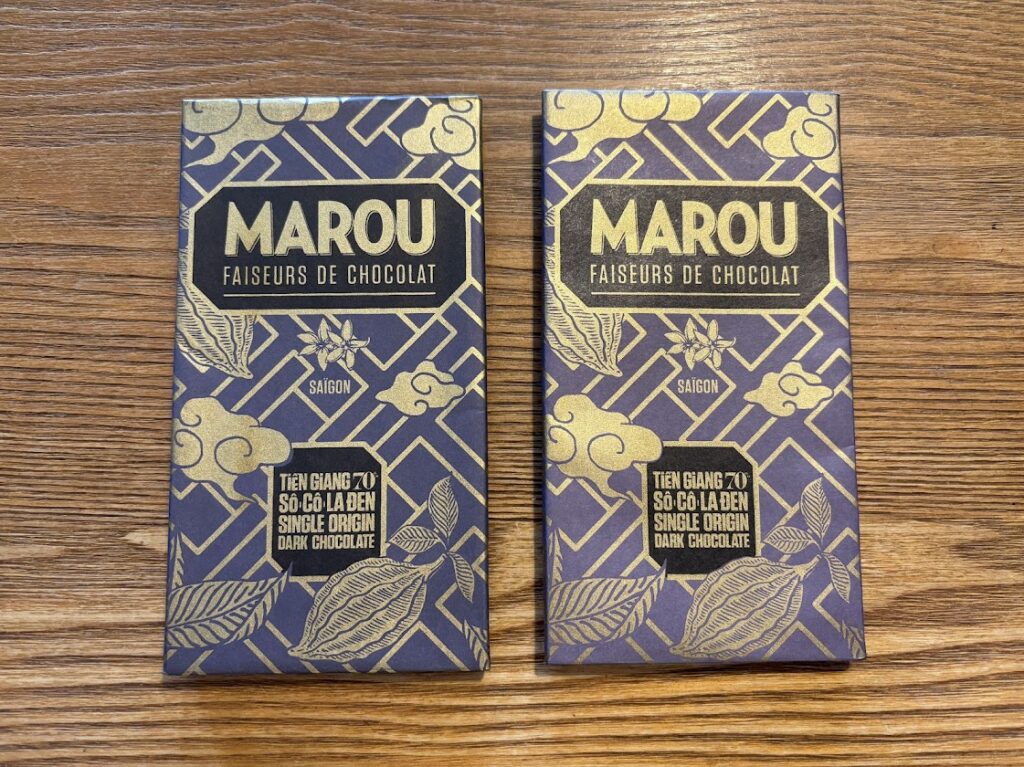 MAROU
FAISEURS DE CHOCOLAT
SAÏGON
TIỀN GIANG 70%
SÔ·CÔ·LA ĐEN
SINGLE ORIGIN
DARK CHOCOLATE
MAROU
FAISEURS DE CHOCOLAT
SAÏGON
TIỀN GIANG 70%
SÔ·CÔ·LA ĐEN
SINGLE ORIGIN
DARK CHOCOLATE